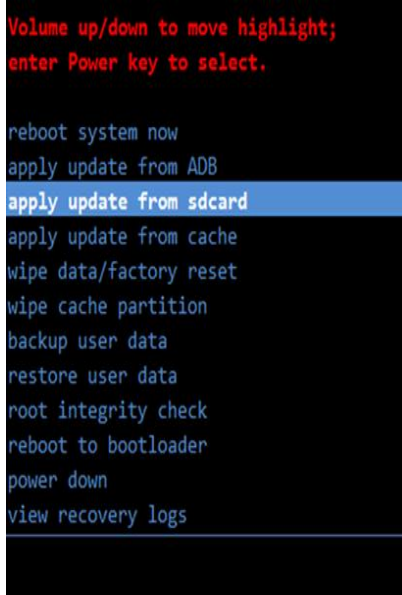 Volume up/down to move highlight;
enter Power key to select.
reboot system now
apply update from ADB
apply update from sdcard
apply update from cache
wipe data/factory reset
wipe cache partition
backup user data
restore user data
root integrity check
reboot to bootloader
power down
view recovery logs